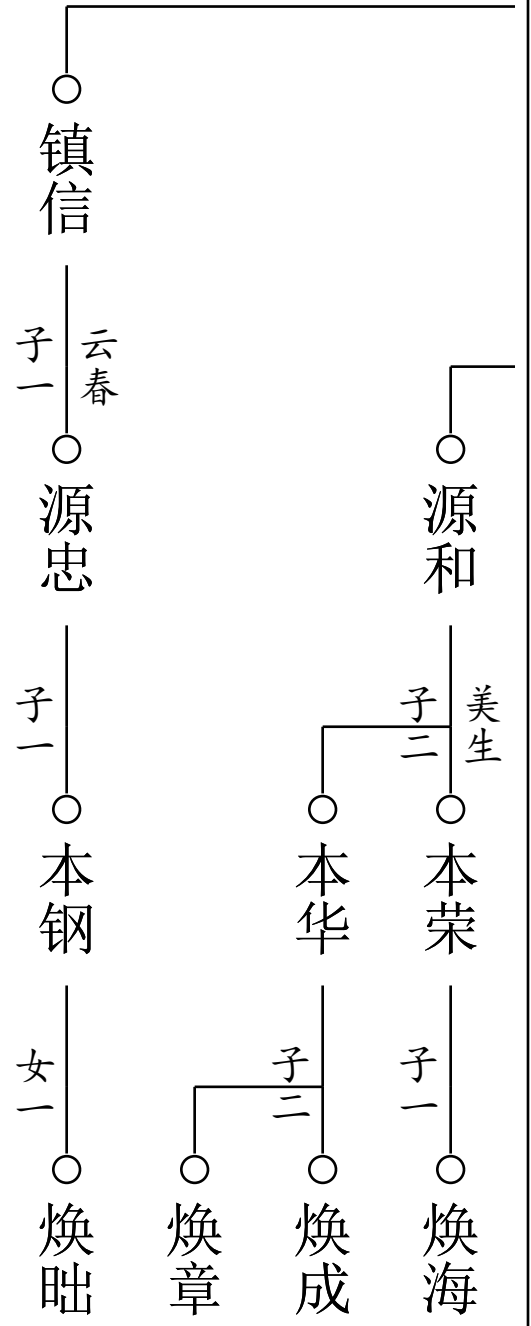 镇信
云春
子一
源和
源忠
美生
子二
子一
本荣
本华
本钢
子一
子二
女一
焕海
焕成
焕章
焕昢